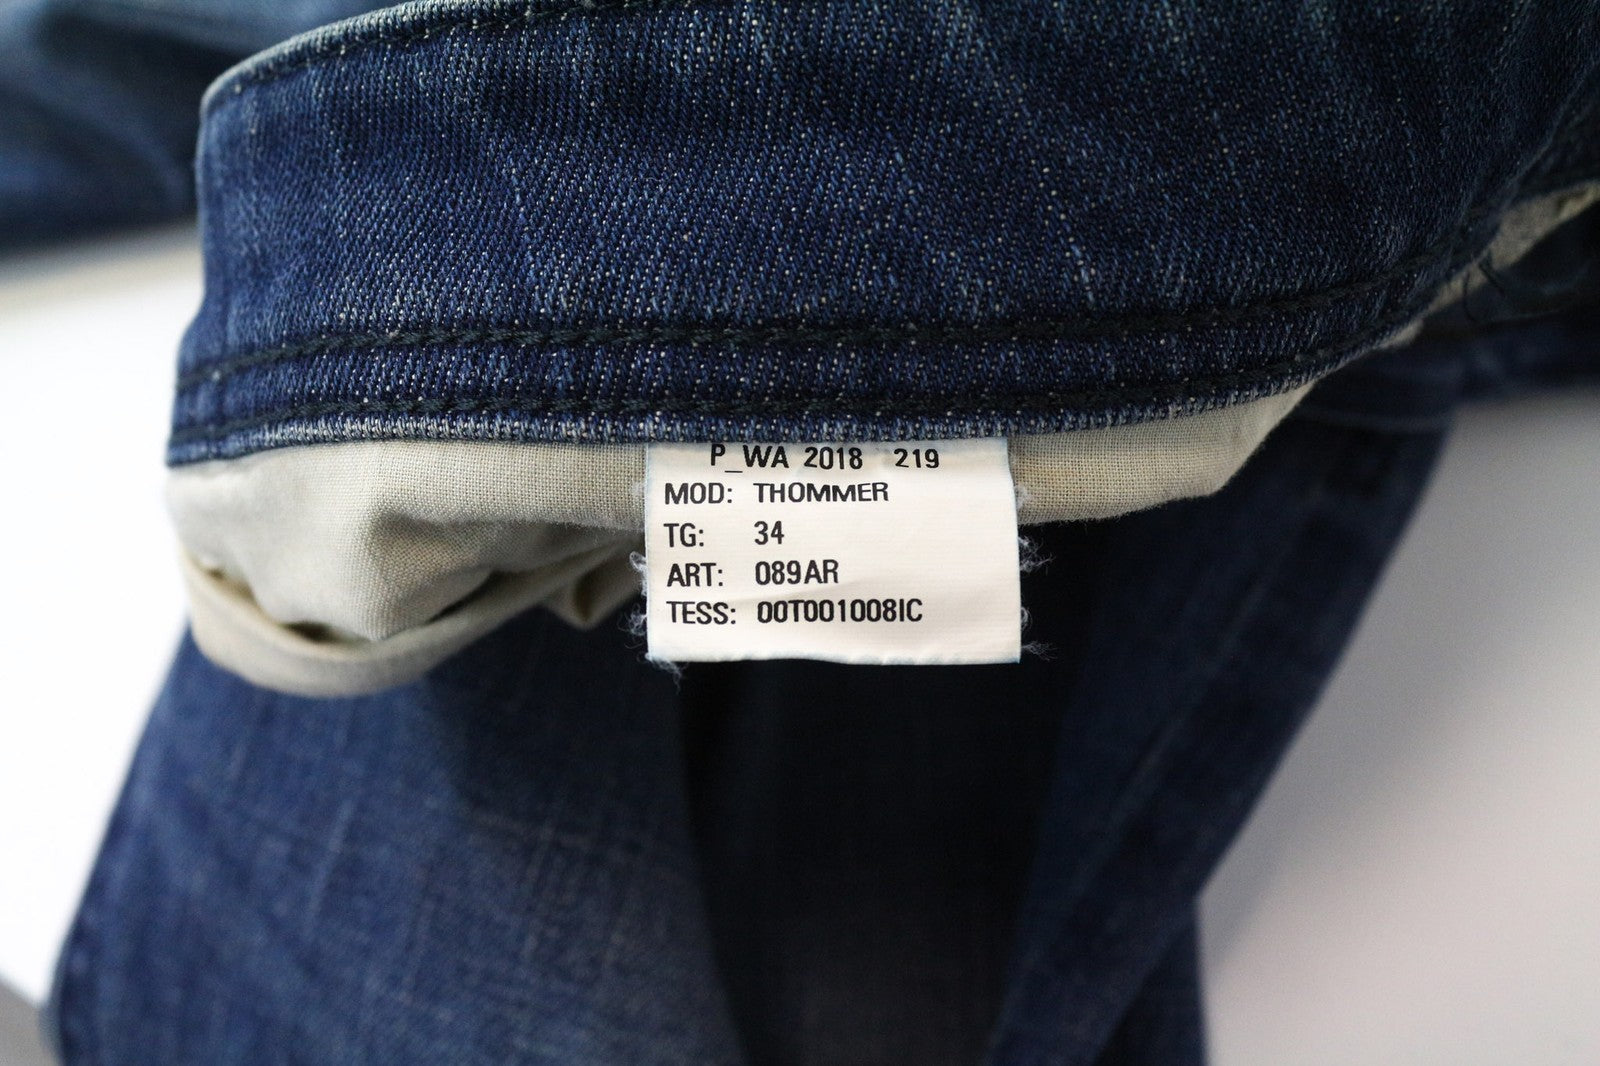 P_WA 2018 219
MOD: THOMMER
TG: 34
ART: 089AR
TESS: 00T001008IC